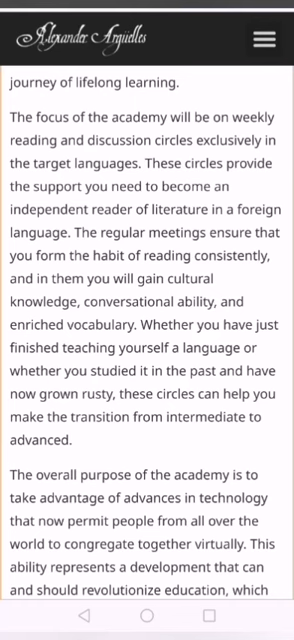 Alexander Argüelles
journey of lifelong learning.
The focus of the academy will be on weekly
reading and discussion circles exclusively in
the target languages. These circles provide
the support you need to become an
independent reader of literature in a foreign
language. The regular meetings ensure that
you form the habit of reading consistently,
and in them you will gain cultural
knowledge, conversational ability, and
enriched vocabulary. Whether you have just
finished teaching yourself a language or
whether you studied it in the past and have
now grown rusty, these circles can help you
make the transition from intermediate to
advanced.
The overall purpose of the academy is to
take advantage of advances in technology
that now permit people from all over the
world to congregate together virtually. This
ability represents a development that can
and should revolutionize education, which